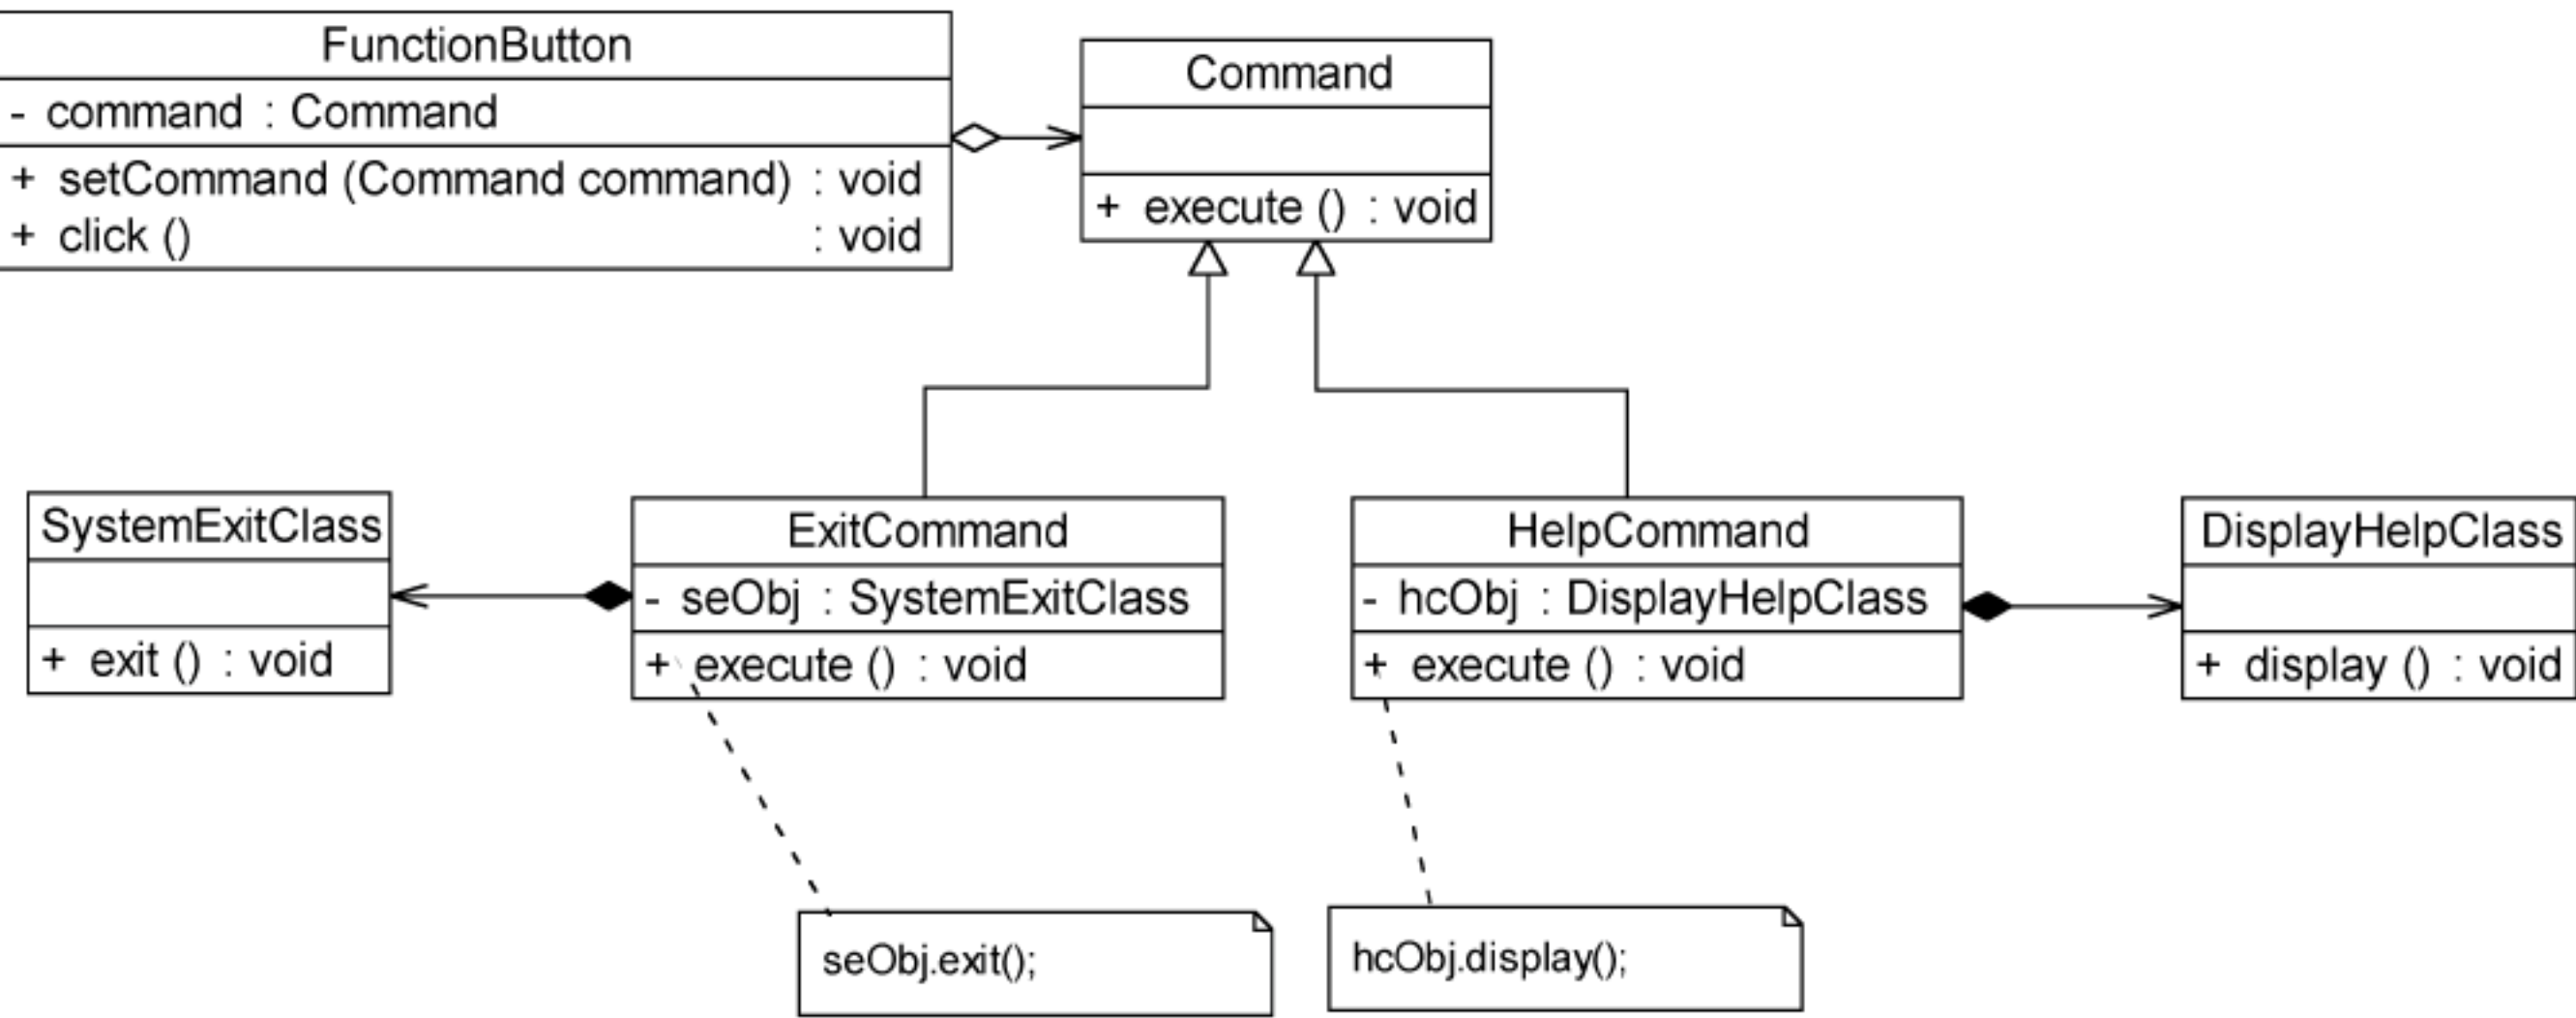 FunctionButton
- command : Command
+ setCommand (Command command) : void
+ click () : void
Command
+ execute () : void
SystemExitClass
+ exit () : void
ExitCommand
- seObj : SystemExitClass
+ execute () : void
HelpCommand
- hcObj : DisplayHelpClass
+ execute () : void
DisplayHelpClass
+ display () : void
seObj.exit();
hcObj.display();